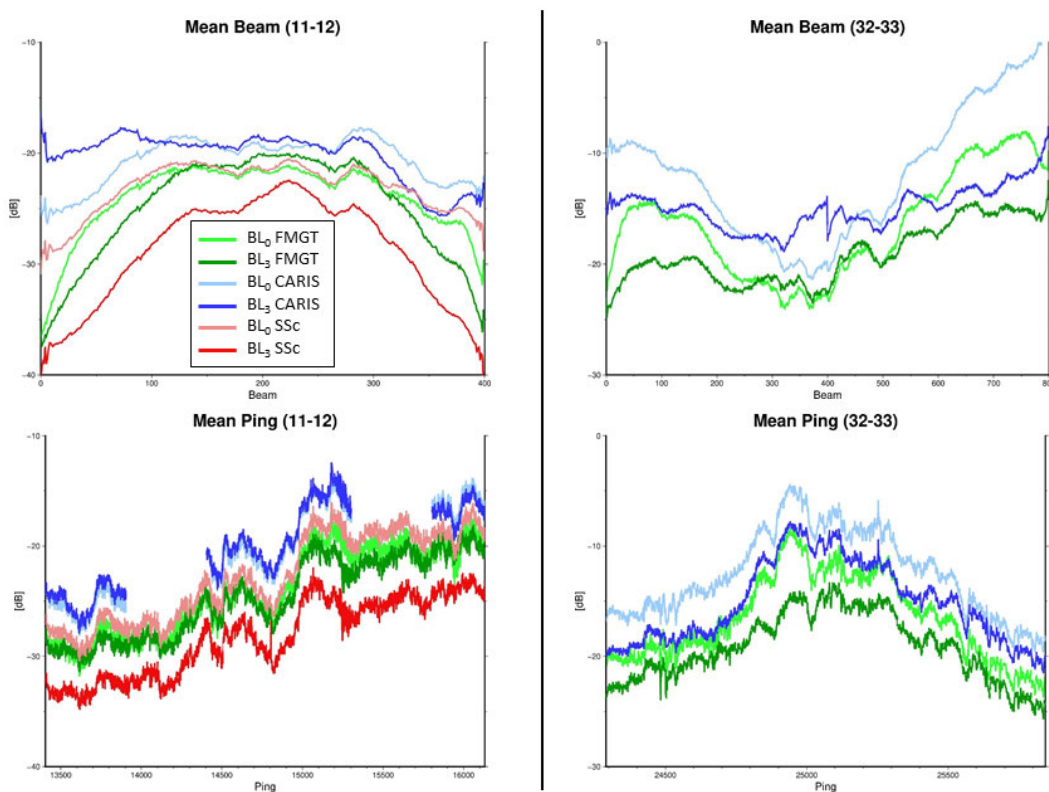 Mean Beam (11-12)
−10
−20
−30
−40
[dB]
0
100
200
300
400
Beam
BL0 FMGT
BL3 FMGT
BL0 CARIS
BL3 CARIS
BL0 SSc
BL3 SSc
Mean Beam (32-33)
0
−10
−20
−30
[dB]
0
100
200
300
400
500
600
700
800
Beam
Mean Ping (11-12)
−10
−20
−30
−40
[dB]
13500
14000
14500
15000
15500
16000
Ping
Mean Ping (32-33)
0
−10
−20
−30
[dB]
24500
25000
25500
Ping